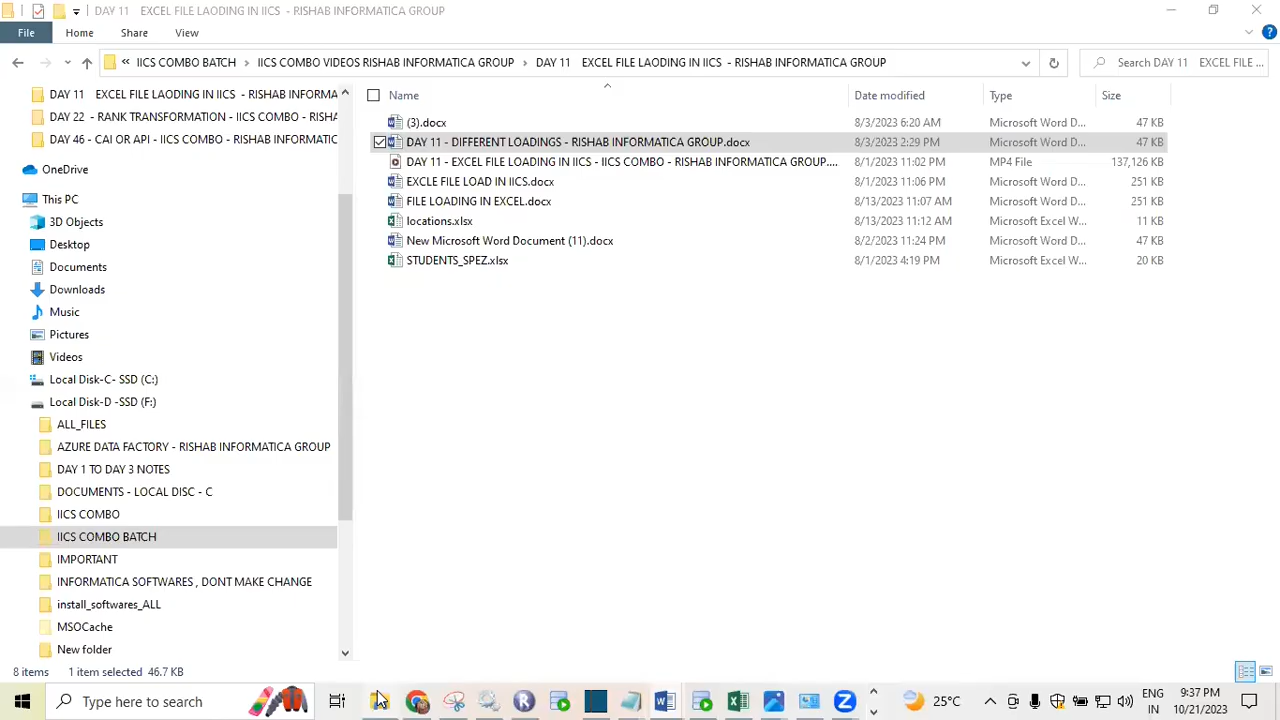 DAY 11 EXCEL FILE LAODING IN IICS - RISHAB INFORMATICA GROUP
File Home Share View
« IICS COMBO BATCH › IICS COMBO VIDEOS RISHAB INFORMATICA GROUP › DAY 11 EXCEL FILE LAODING IN IICS - RISHAB INFORMATICA GROUP
Search DAY 11 EXCEL FILE ...
DAY 11 EXCEL FILE LAODING IN IICS - RISHAB INFORMA
DAY 22 - RANK TRANSFORMATION - IICS COMBO - RISHA
DAY 46 - CAI OR API - IICS COMBO - RISHAB INFORMATIC
OneDrive
This PC
3D Objects
Desktop
Documents
Downloads
Music
Pictures
Videos
Local Disk-C- SSD (C:)
Local Disk-D -SSD (F:)
ALL_FILES
AZURE DATA FACTORY - RISHAB INFORMATICA GROUP
DAY 1 TO DAY 3 NOTES
DOCUMENTS - LOCAL DISC - C
IICS COMBO
IICS COMBO BATCH
IMPORTANT
INFORMATICA SOFTWARES , DONT MAKE CHANGE
install_softwares_ALL
MSOCache
New folder
Name Date modified Type Size
(3).docx 8/3/2023 6:20 AM Microsoft Word D... 47 KB
DAY 11 - DIFFERENT LOADINGS - RISHAB INFORMATICA GROUP.docx 8/3/2023 2:29 PM Microsoft Word D... 47 KB
DAY 11 - EXCEL FILE LOADING IN IICS - IICS COMBO - RISHAB INFORMATICA GROUP.... 8/1/2023 11:02 PM MP4 File 137,126 KB
EXCLE FILE LOAD IN IICS.docx 8/1/2023 11:06 PM Microsoft Word D... 251 KB
FILE LOADING IN EXCEL.docx 8/13/2023 11:07 AM Microsoft Word D... 251 KB
locations.xlsx 8/13/2023 11:12 AM Microsoft Excel W... 11 KB
New Microsoft Word Document (11).docx 8/2/2023 11:24 PM Microsoft Word D... 47 KB
STUDENTS_SPEZ.xlsx 8/1/2023 4:19 PM Microsoft Excel W... 20 KB
8 items 1 item selected 46.7 KB
Type here to search
25°C
ENG
IN
9:37 PM
10/21/2023